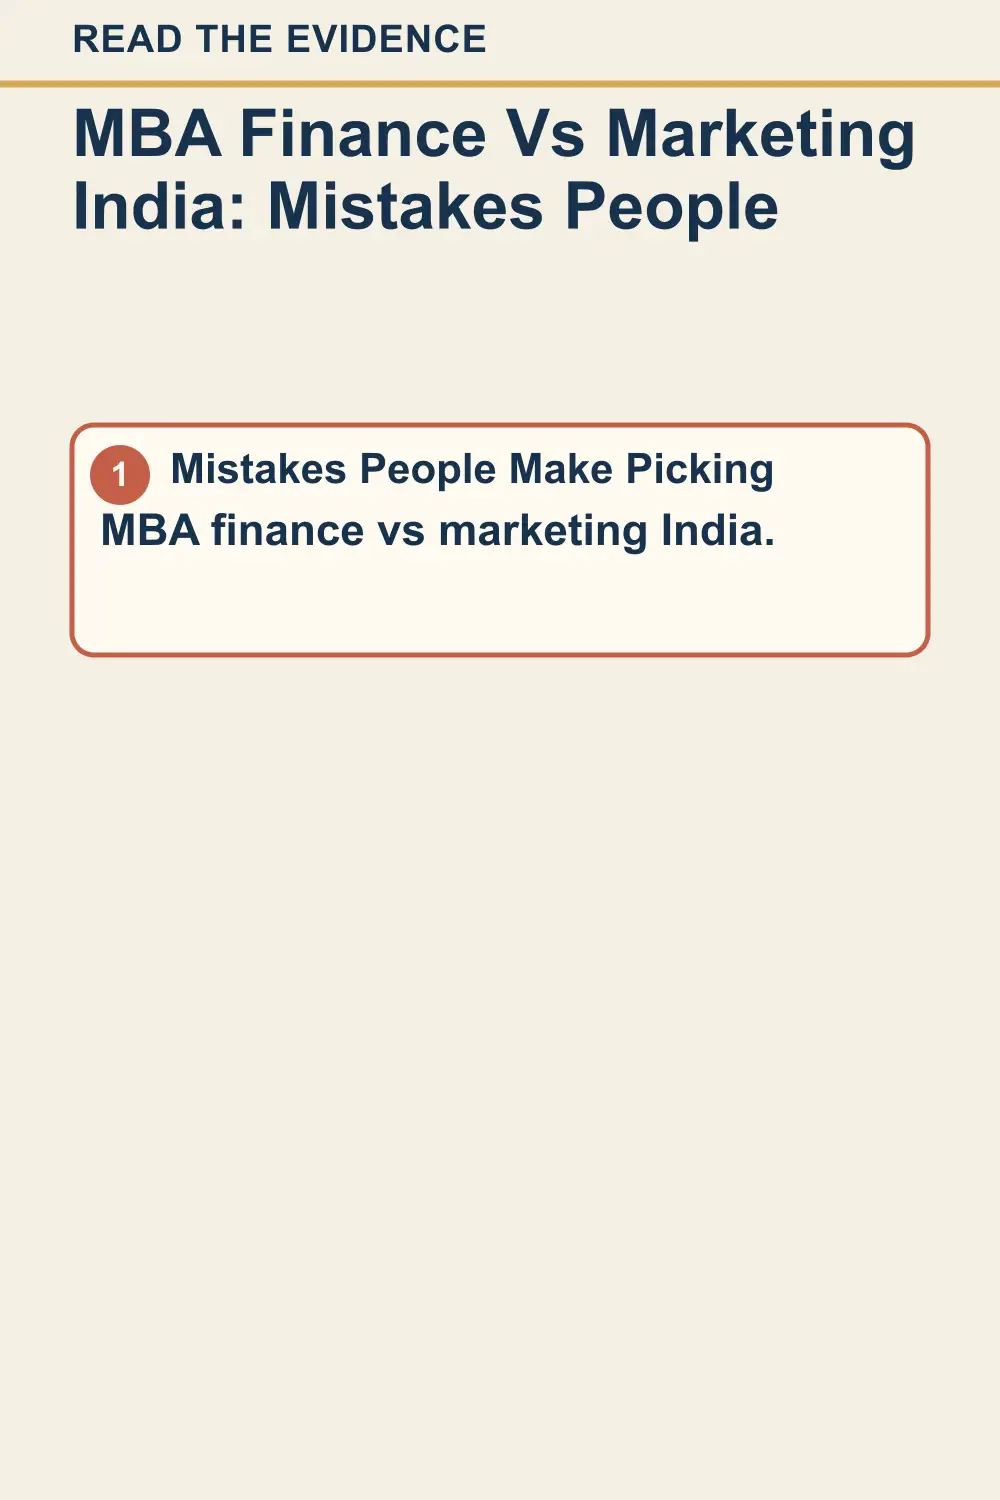 READ THE EVIDENCE
MBA Finance Vs Marketing
India: Mistakes People
1 Mistakes People Make Picking
MBA finance vs marketing India.